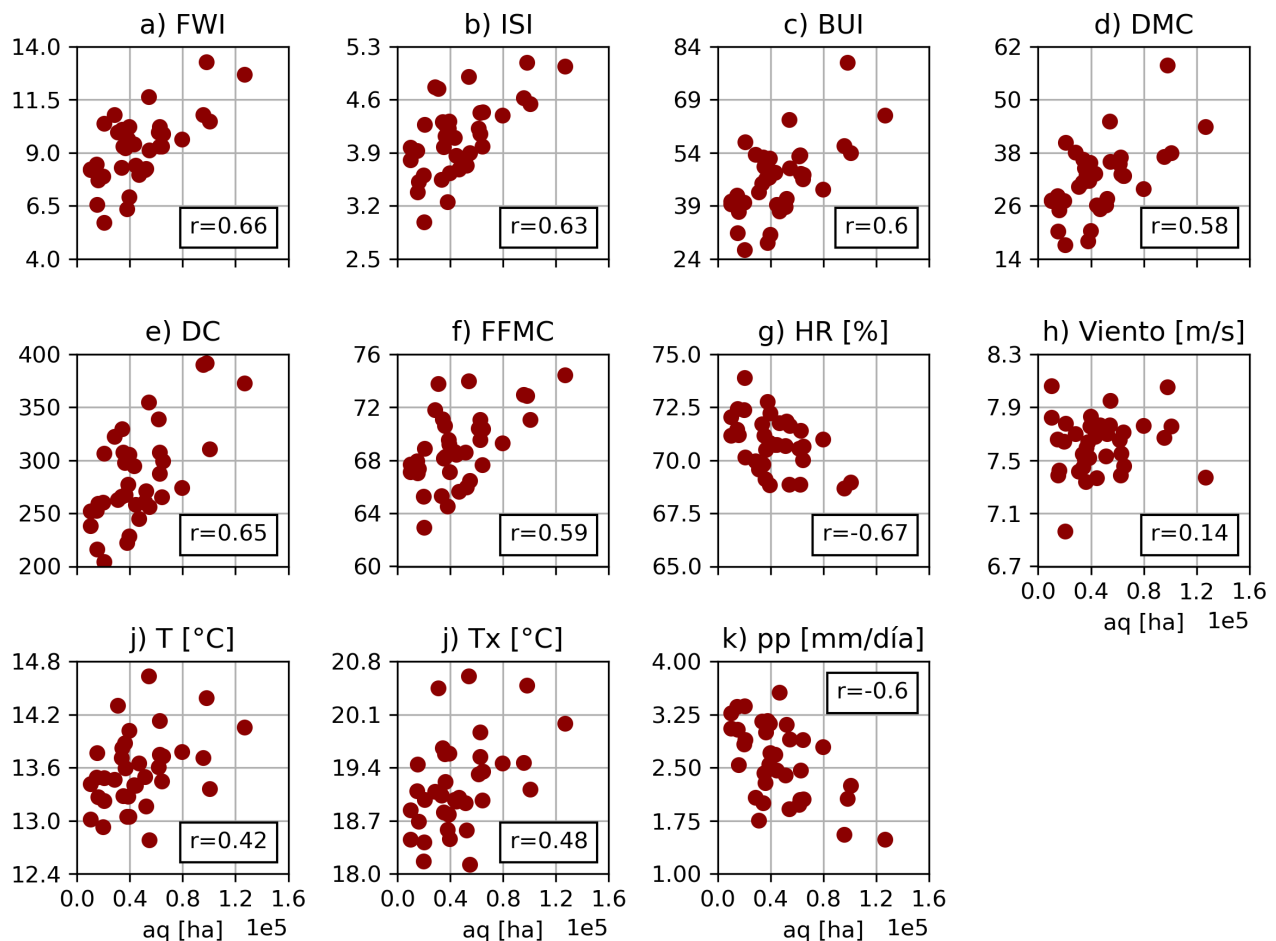 a) FWI
b) ISI
c) BUI
d) DMC
14.0
11.5
9.0
6.5
4.0
r=0.66
5.3
4.6
3.9
3.2
2.5
r=0.63
84
69
54
39
24
r=0.6
62
50
38
26
14
r=0.58
e) DC
f) FFMC
g) HR [%]
h) Viento [m/s]
400
350
300
250
200
r=0.65
76
72
68
64
60
r=0.59
75.0
72.5
70.0
67.5
65.0
r=-0.67
8.3
7.9
7.5
7.1
6.7
r=0.14
0.0 0.4 0.8 1.2 1.6
aq [ha] 1e5
j) T [°C]
j) Tx [°C]
k) pp [mm/día]
14.8
14.2
13.6
13.0
12.4
r=0.42
0.0 0.4 0.8 1.2 1.6
aq [ha] 1e5
20.8
20.1
19.4
18.7
18.0
r=0.48
0.0 0.4 0.8 1.2 1.6
aq [ha] 1e5
4.00
3.25
2.50
1.75
1.00
r=-0.6
0.0 0.4 0.8 1.2 1.6
aq [ha] 1e5